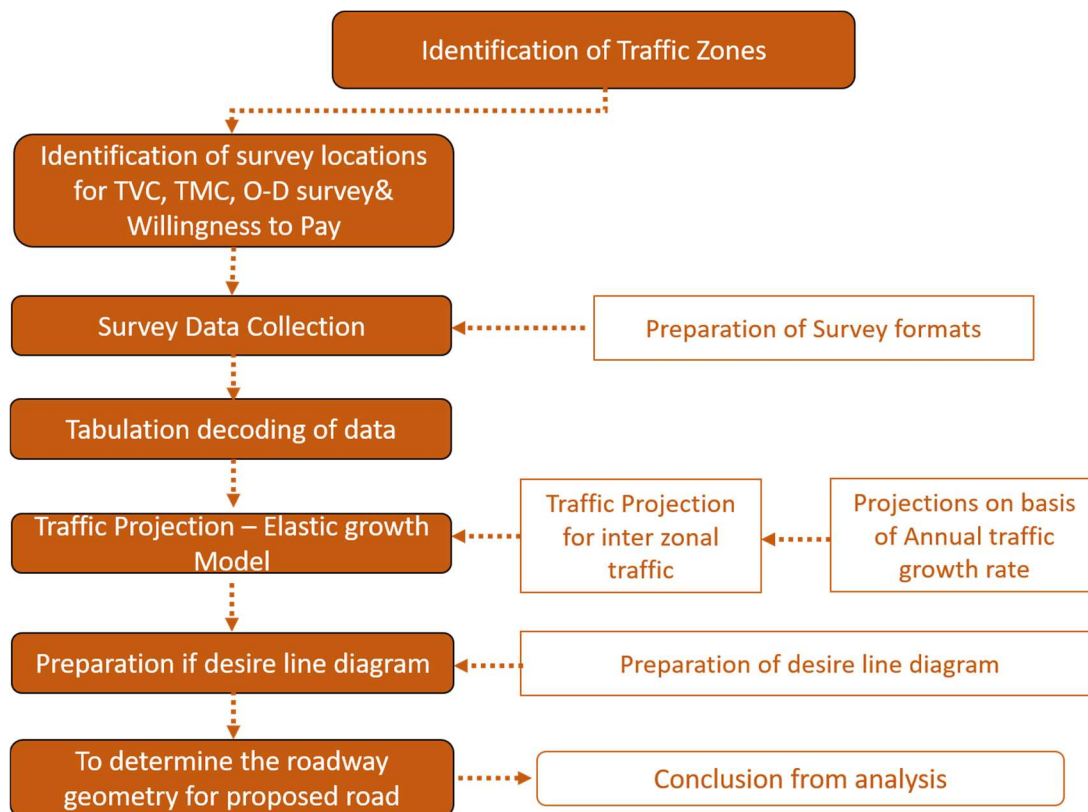 Identification of Traffic Zones
Identification of survey locations
for TVC, TMC, O-D survey&
Willingness to Pay
Survey Data Collection
Preparation of Survey formats
Tabulation decoding of data
Traffic Projection – Elastic growth
Model
Traffic Projection
for inter zonal
traffic
Projections on basis
of Annual traffic
growth rate
Preparation if desire line diagram
Preparation of desire line diagram
To determine the roadway
geometry for proposed road
Conclusion from analysis